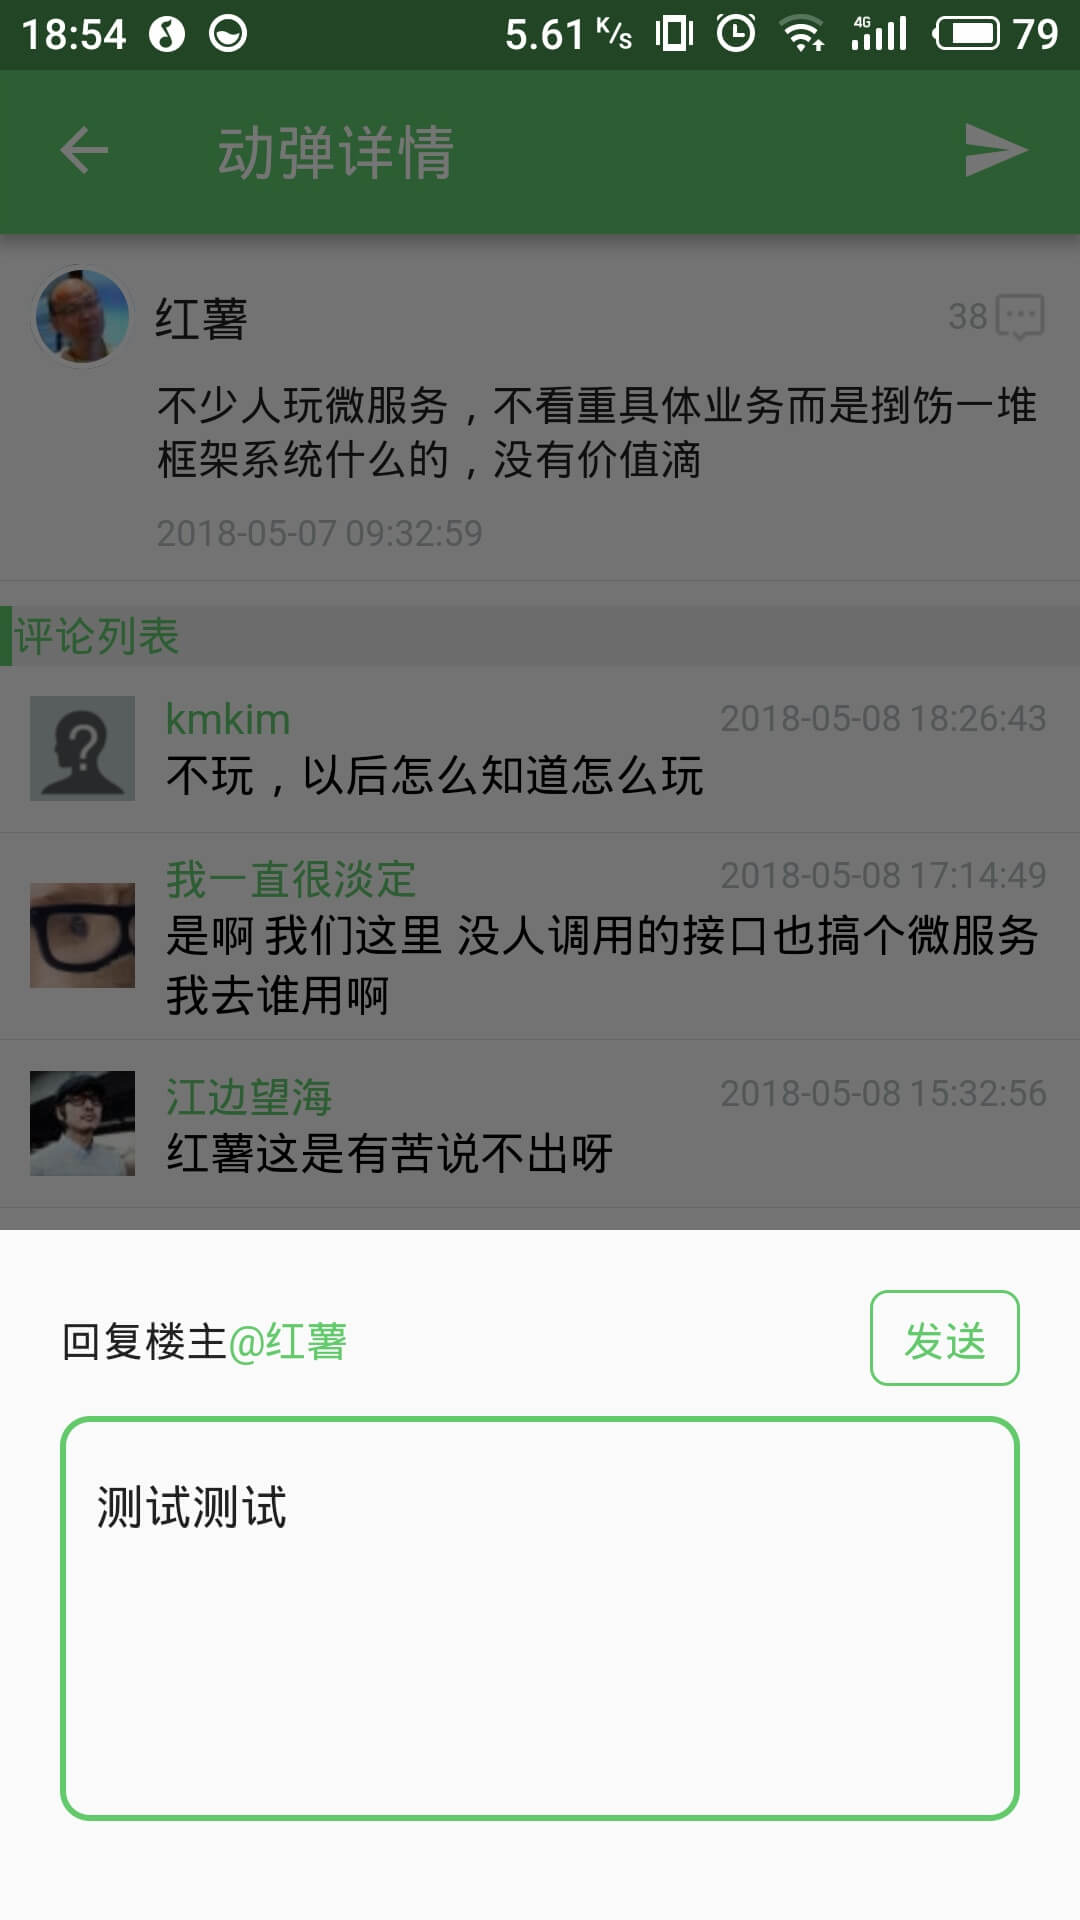 18:54 5.61 K/s 4G 79
动弹详情
红薯 38
不少人玩微服务，不看重具体业务而是捯饬一堆
框架系统什么的，没有价值滴
2018-05-07 09:32:59
评论列表
kmkim 2018-05-08 18:26:43
不玩，以后怎么知道怎么玩
我一直很淡定 2018-05-08 17:14:49
是啊 我们这里 没人调用的接口也搞个微服务
我去谁用啊
江边望海 2018-05-08 15:32:56
红薯这是有苦说不出呀
回复楼主@红薯 发送
测试测试